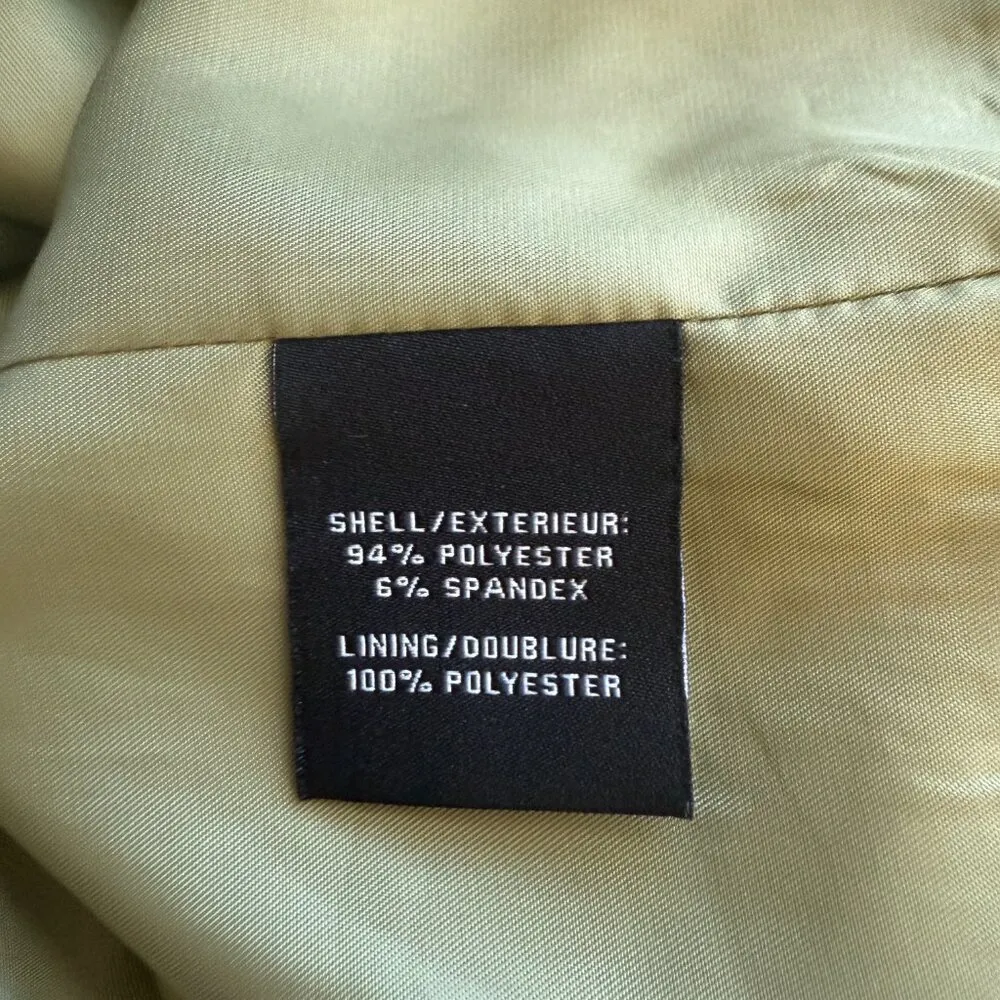 SHELL/EXTERIEUR:
94% POLYESTER
6% SPANDEX
LINING/DOUBLURE:
100% POLYESTER